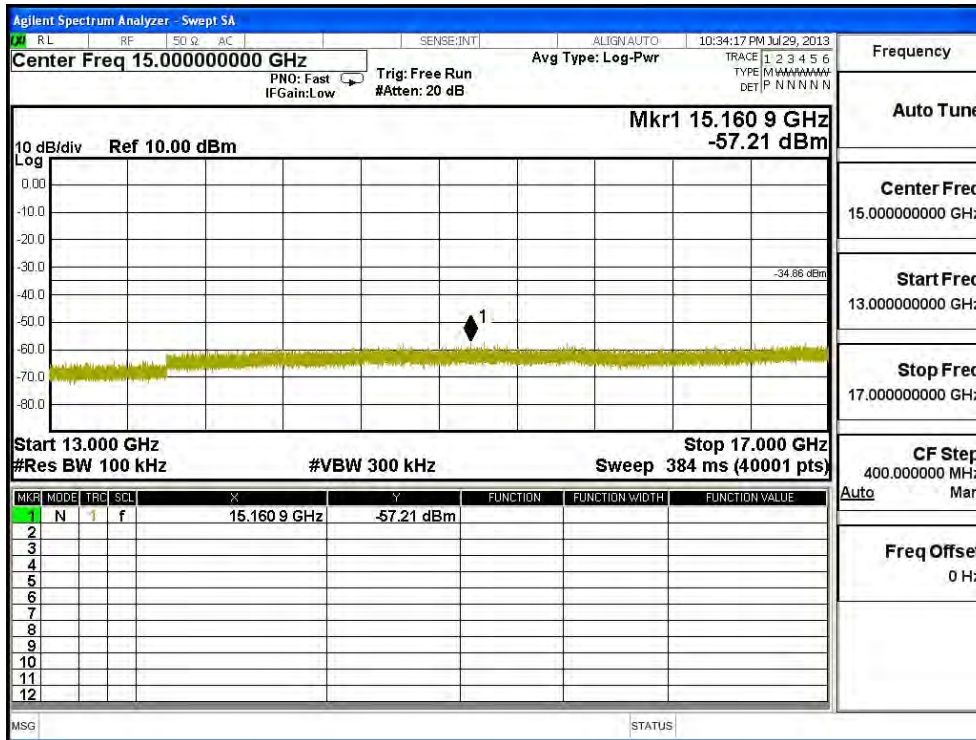 Agilent Spectrum Analyzer - Swept SA
RL RF 50 Ω AC SENSE:INT ALIGN AUTO 10:34:17 PM Jul 29, 2013
Center Freq 15.000000000 GHz
PNO: Fast
IFGain:Low
Trig: Free Run
#Atten: 20 dB
Avg Type: Log-Pwr
TRACE 1 2 3 4 5 6
TYPE MWWWWW
DET P N N N N N
Mkr1 15.160 9 GHz
-57.21 dBm
10 dB/div Ref 10.00 dBm
Log
0.00
-10.0
-20.0
-30.0
-34.86 dBm
-40.0
-50.0
1
-60.0
-70.0
-80.0
Start 13.000 GHz Stop 17.000 GHz
#Res BW 100 kHz #VBW 300 kHz Sweep 384 ms (40001 pts)
MKR MODE TRC SCL X Y FUNCTION FUNCTION WIDTH FUNCTION VALUE
1 N 1 f 15.160 9 GHz -57.21 dBm
2
3
4
5
6
7
8
9
10
11
12
MSG STATUS
Frequency
Auto Tune
Center Freq
15.000000000 GHz
Start Freq
13.000000000 GHz
Stop Freq
17.000000000 GHz
CF Step
400.000000 MHz
Auto Man
Freq Offset
0 Hz